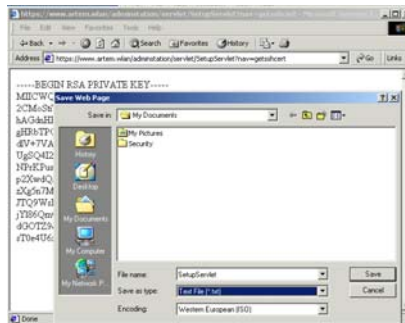 https://www.artem.wlan/administration/servlet/SetupServlet?nav=getsshcert
File Edit View Favorites Tools Help
Back Search Favorites History
Address https://www.artem.wlan/administration/servlet/SetupServlet?nav=getsshcert Go Links
-----BEGIN RSA PRIVATE KEY-----
Save Web Page
Save in: My Documents
My Pictures
Security
History
Desktop
My Documents
My Computer
My Network P...
File name: SetupServlet Save
Save as type: Text File (*.txt) Cancel
Encoding: Western European (ISO)
Done